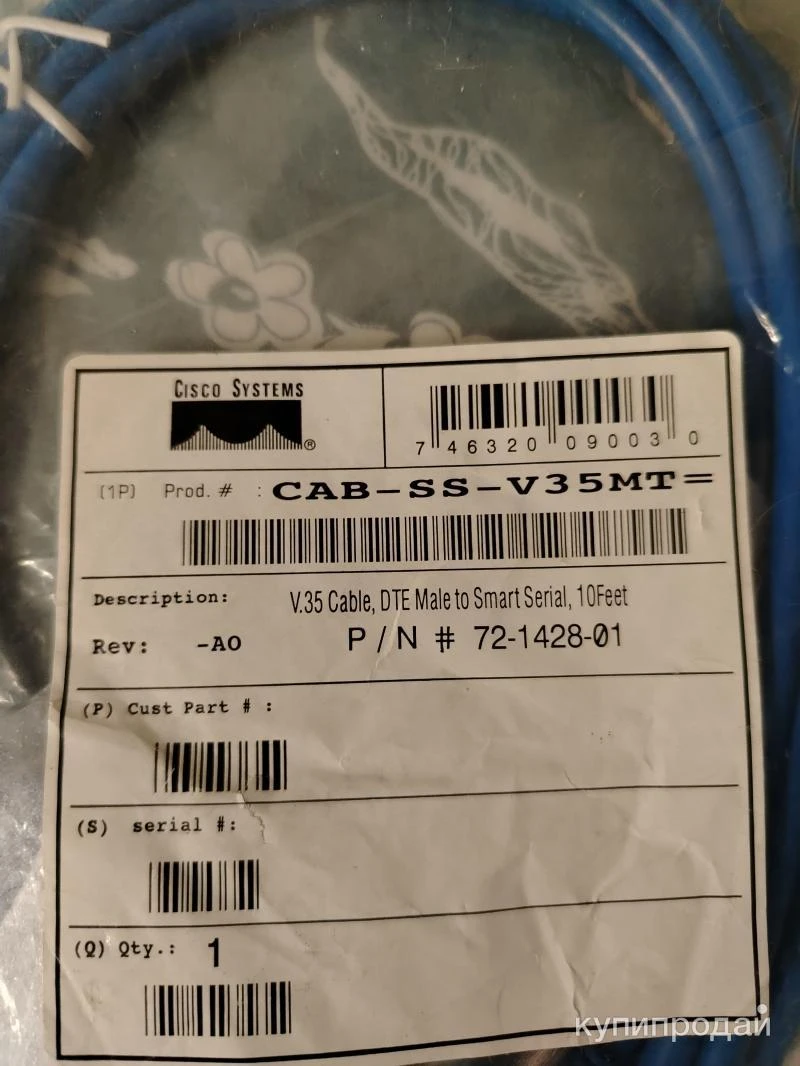 CISCO SYSTEMS
®
7 46320 09003 0
(1P) Prod. # : CAB-SS-V35MT=
Description: V.35 Cable, DTE Male to Smart Serial, 10Feet
Rev: -A0 P/N # 72-1428-01
(P) Cust Part # :
(S) serial #:
(Q) Qty.: 1
купипродай